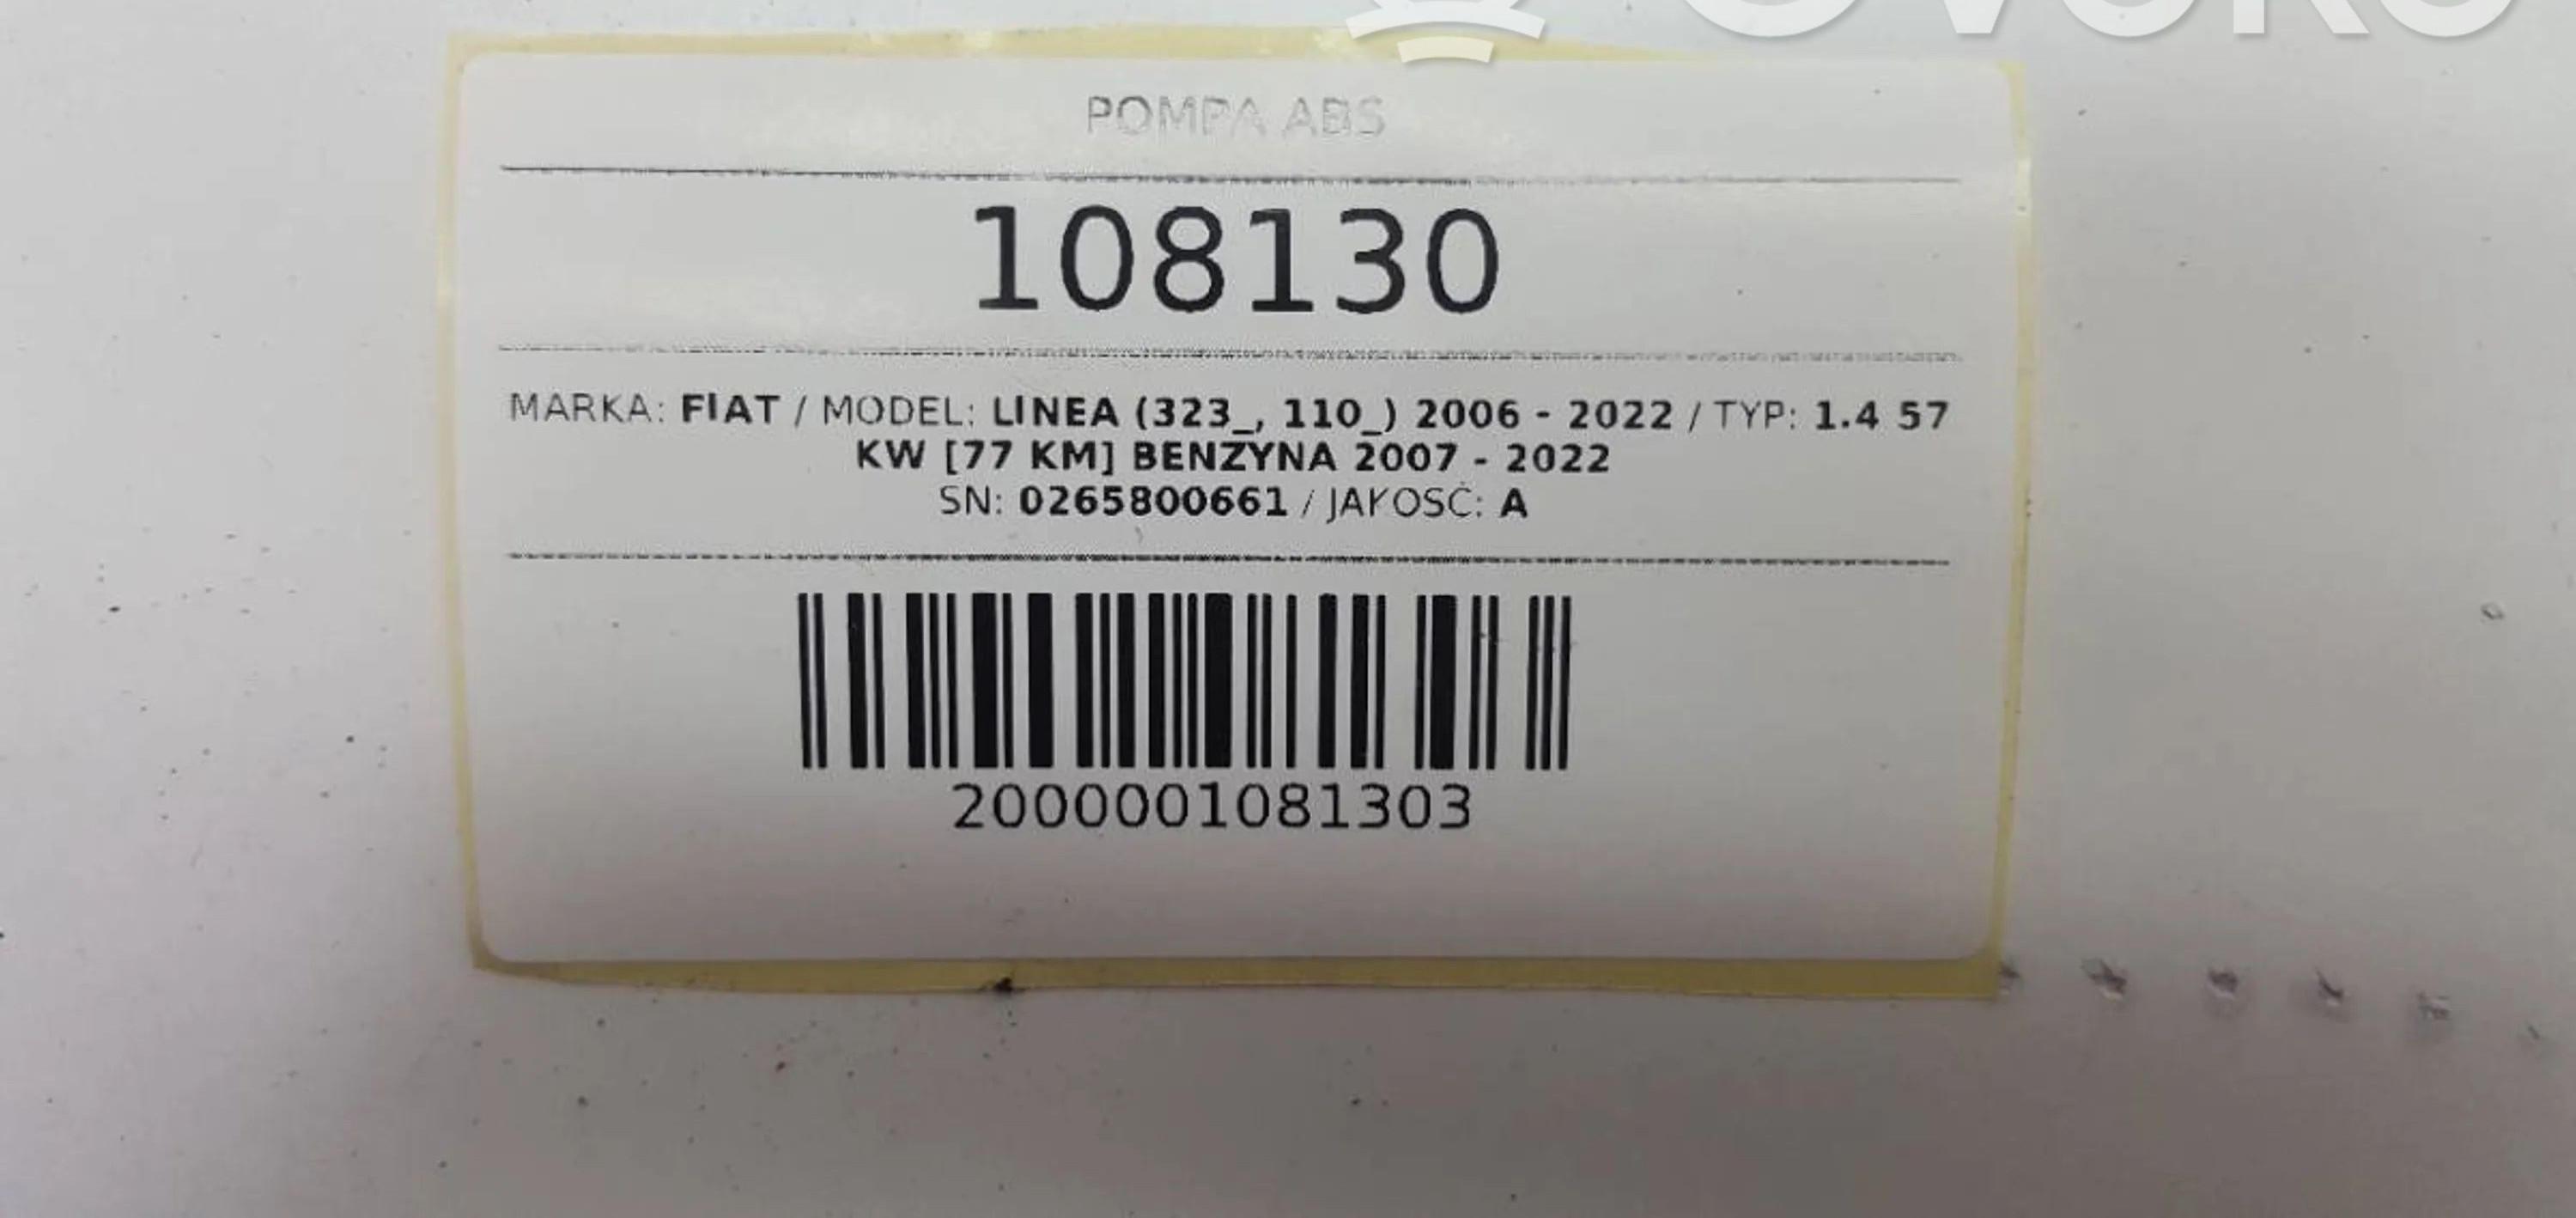 OVOKO
POMPA ABS
108130
MARKA: FIAT / MODEL: LINEA (323_, 110_) 2006 - 2022 / TYP: 1.4 57
KW [77 KM] BENZYNA 2007 - 2022
SN: 0265800661 / JAKOŚĆ: A
2000001081303